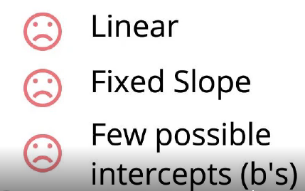 Linear
Fixed Slope
Few possible
intercepts (b's)